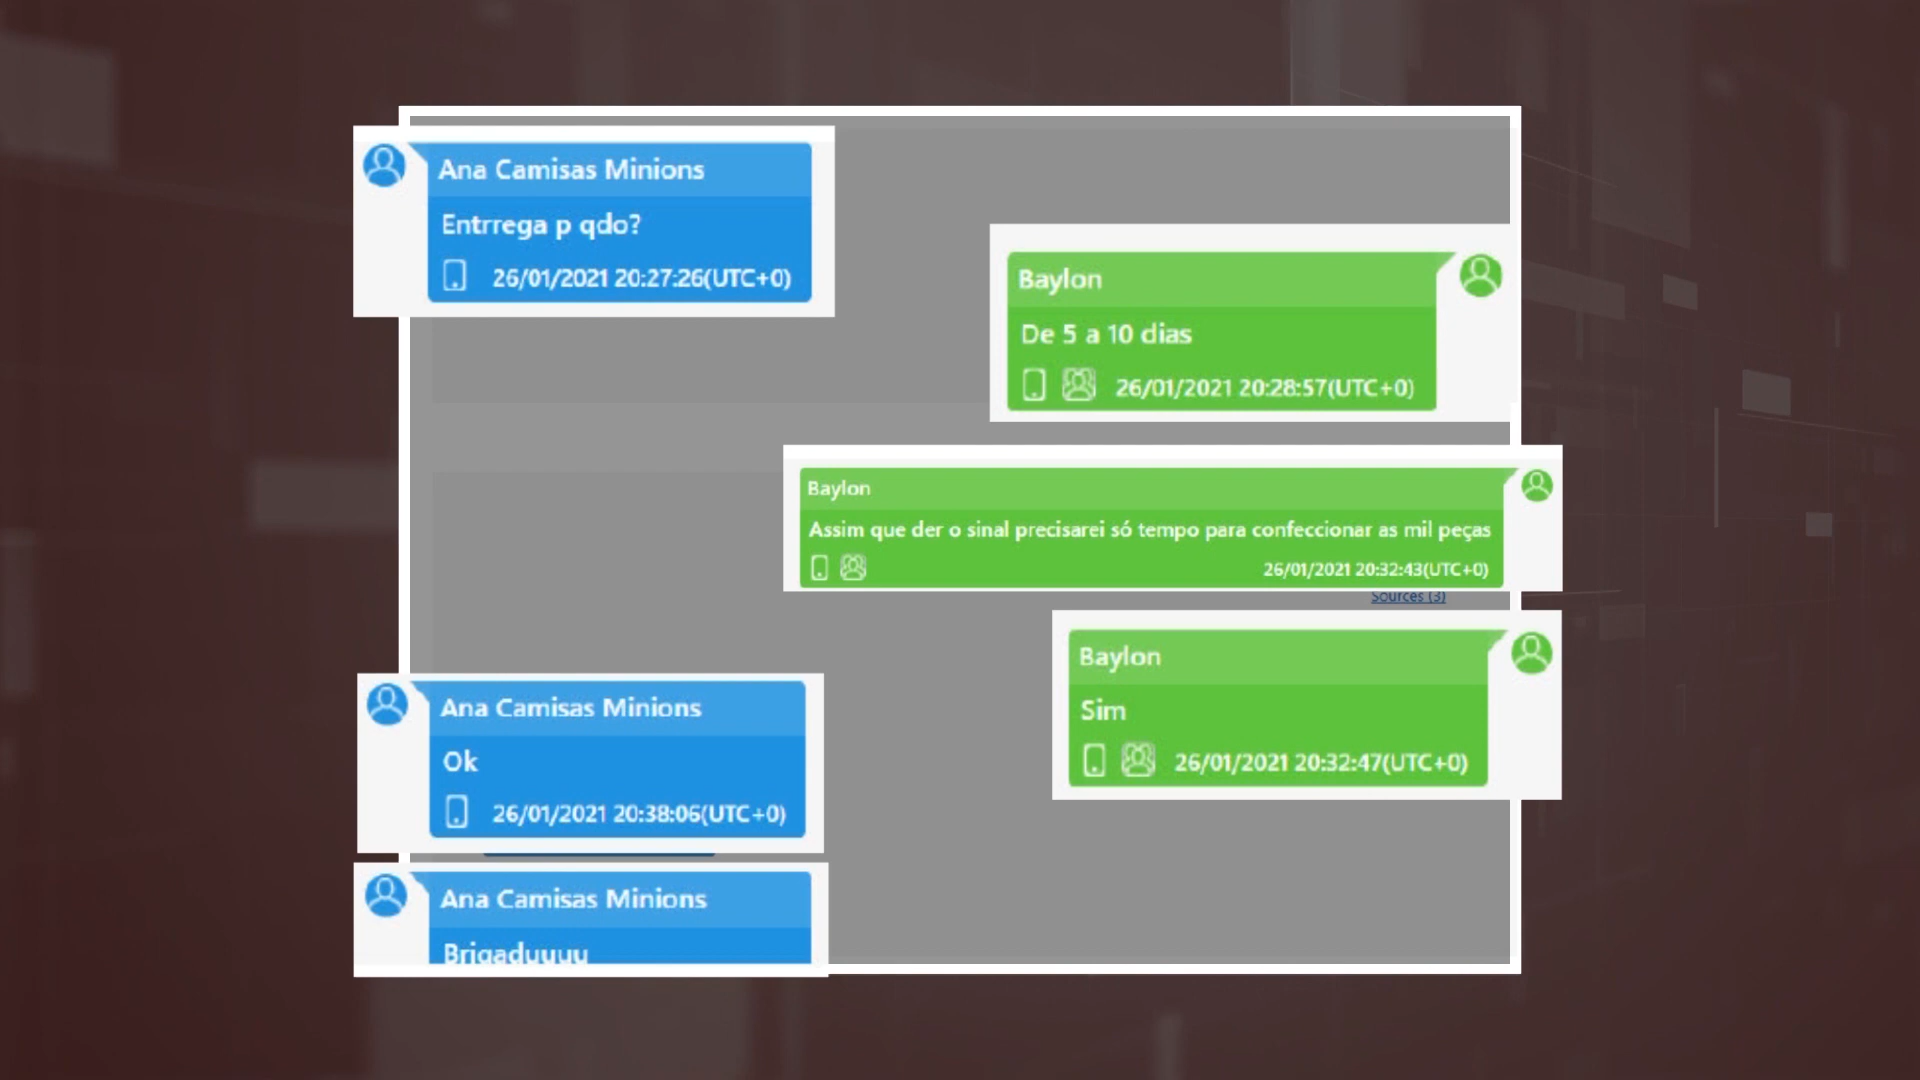 Ana Camisas Minions
Entrrega p qdo?
26/01/2021 20:27:26(UTC+0)
Baylon
De 5 a 10 dias
26/01/2021 20:28:57(UTC+0)
Baylon
Assim que der o sinal precisarei só tempo para confeccionar as mil peças
26/01/2021 20:32:43(UTC+0)
Sources (3)
Baylon
Sim
26/01/2021 20:32:47(UTC+0)
Ana Camisas Minions
Ok
26/01/2021 20:38:06(UTC+0)
Ana Camisas Minions
Brigaduuuu